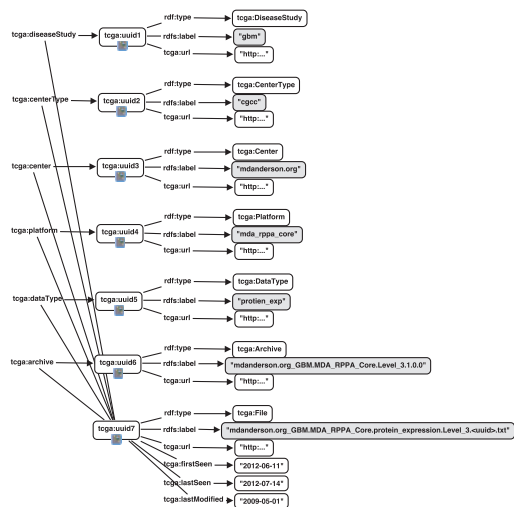 rdf:type
tcga:DiseaseStudy
tcga:diseaseStudy
tcga:uuid1
rdfs:label
"gbm"
tcga:url
"http:..."
rdf:type
tcga:CenterType
tcga:centerType
tcga:uuid2
rdfs:label
"cgcc"
tcga:url
"http:..."
rdf:type
tcga:Center
tcga:center
tcga:uuid3
rdfs:label
"mdanderson.org"
tcga:url
"http:..."
rdf:type
tcga:Platform
tcga:platform
tcga:uuid4
rdfs:label
"mda_rppa_core"
tcga:url
"http:..."
rdf:type
tcga:DataType
tcga:dataType
tcga:uuid5
rdfs:label
"protien_exp"
tcga:url
"http:..."
rdf:type
tcga:Archive
tcga:archive
tcga:uuid6
rdfs:label
"mdanderson.org_GBM.MDA_RPPA_Core.Level_3.1.0.0"
tcga:url
"http:..."
rdf:type
tcga:File
tcga:uuid7
rdfs:label
"mdanderson.org_GBM.MDA_RPPA_Core.protein_expression.Level_3.<uuid>.txt"
tcga:url
"http:..."
tcga:firstSeen
"2012-06-11"
tcga:lastSeen
"2012-07-14"
tcga:lastModified
"2009-05-01"